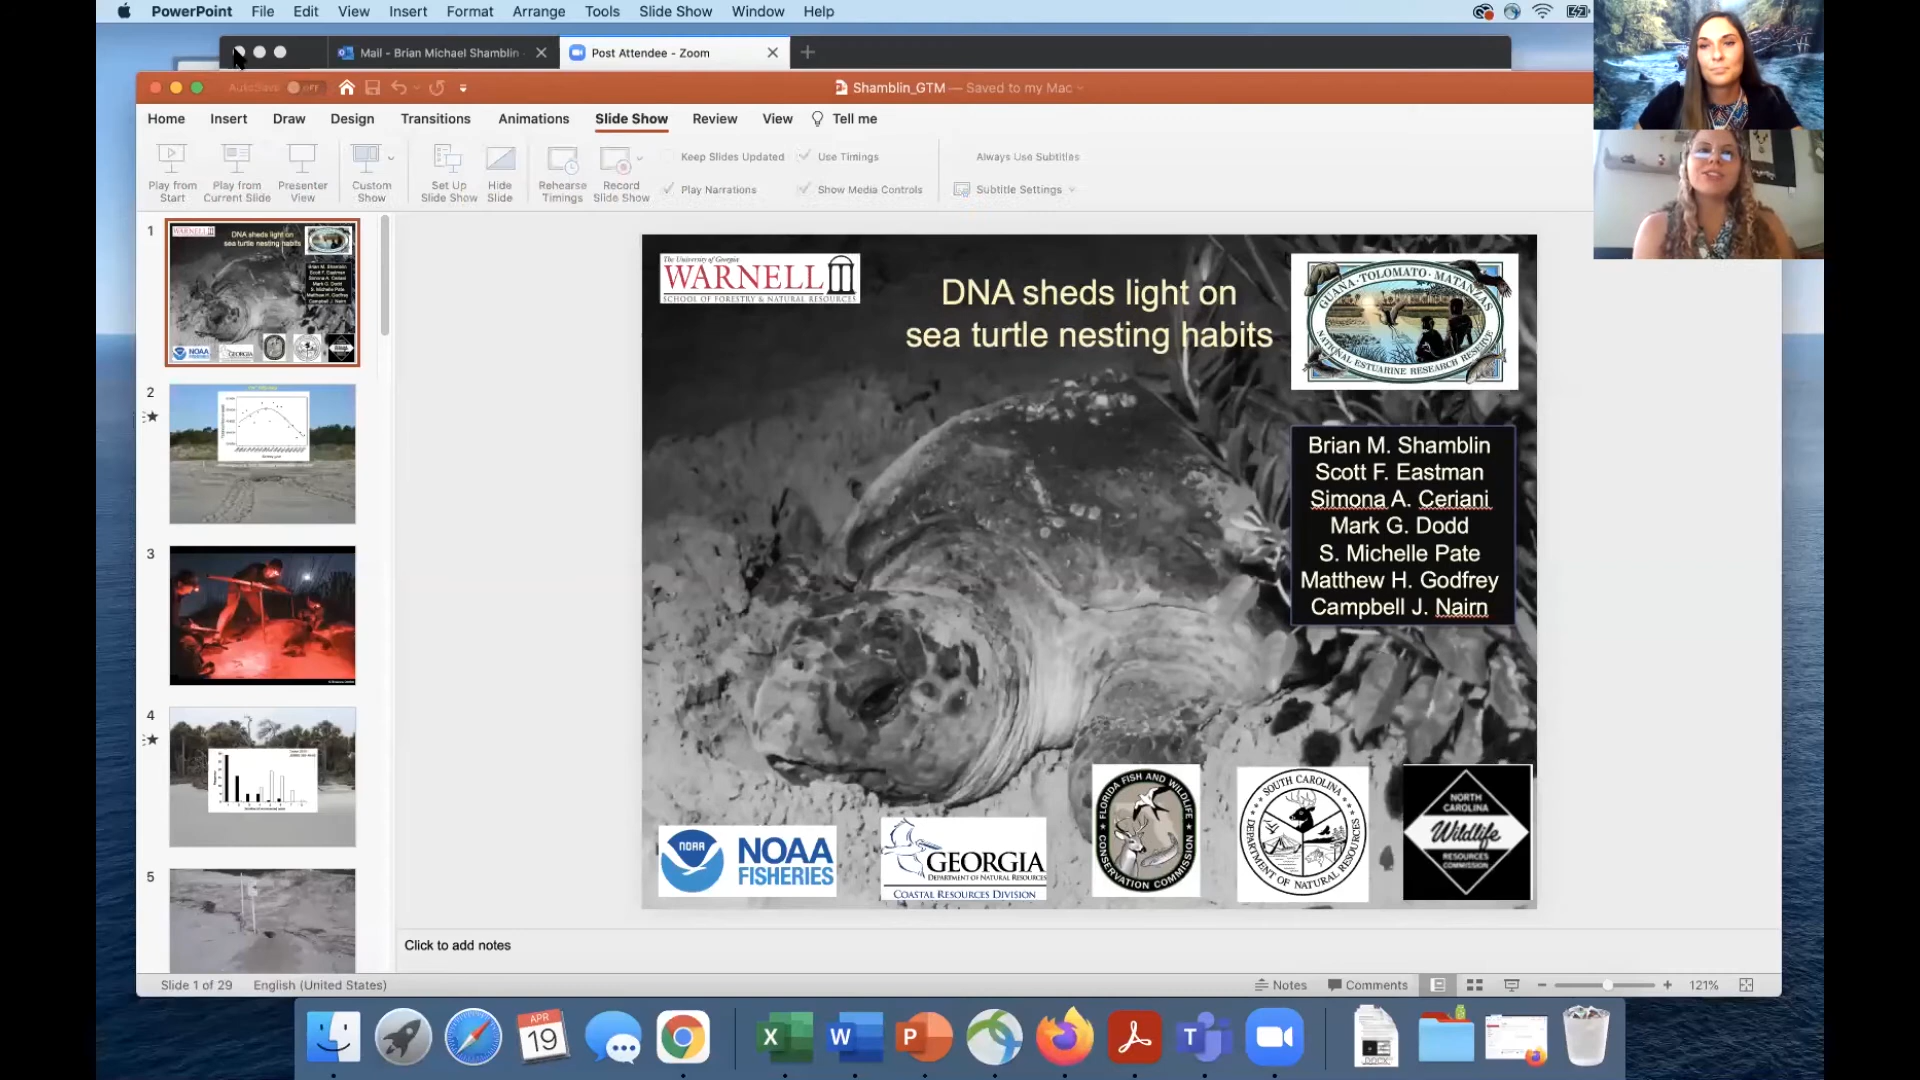 PowerPoint File Edit View Insert Format Arrange Tools Slide Show Window Help
Mail - Brian Michael Shamblin
Post Attendee - Zoom
AutoSave OFF
Shamblin_GTM — Saved to my Mac
Home Insert Draw Design Transitions Animations Slide Show Review View Tell me
Play from Start
Play from Current Slide
Presenter View
Custom Show
Set Up Slide Show
Hide Slide
Rehearse Timings
Record Slide Show
Keep Slides Updated
Use Timings
Always Use Subtitles
Play Narrations
Show Media Controls
Subtitle Settings
1
2
3
4
5
The University of Georgia
WARNELL
SCHOOL OF FORESTRY & NATURAL RESOURCES
DNA sheds light on
sea turtle nesting habits
GUANA · TOLOMATO · MATANZAS
NATIONAL ESTUARINE RESEARCH RESERVE
Brian M. Shamblin
Scott F. Eastman
Simona A. Ceriani
Mark G. Dodd
S. Michelle Pate
Matthew H. Godfrey
Campbell J. Nairn
NOAA
NOAA
FISHERIES
GEORGIA
DEPARTMENT OF NATURAL RESOURCES
COASTAL RESOURCES DIVISION
FLORIDA FISH AND WILDLIFE
CONSERVATION COMMISSION
SOUTH CAROLINA
DEPARTMENT OF NATURAL RESOURCES
NORTH
CAROLINA
Wildlife
RESOURCES
COMMISSION
Click to add notes
Slide 1 of 29 English (United States)
Notes Comments 121%
APR
19
X
W
P
T